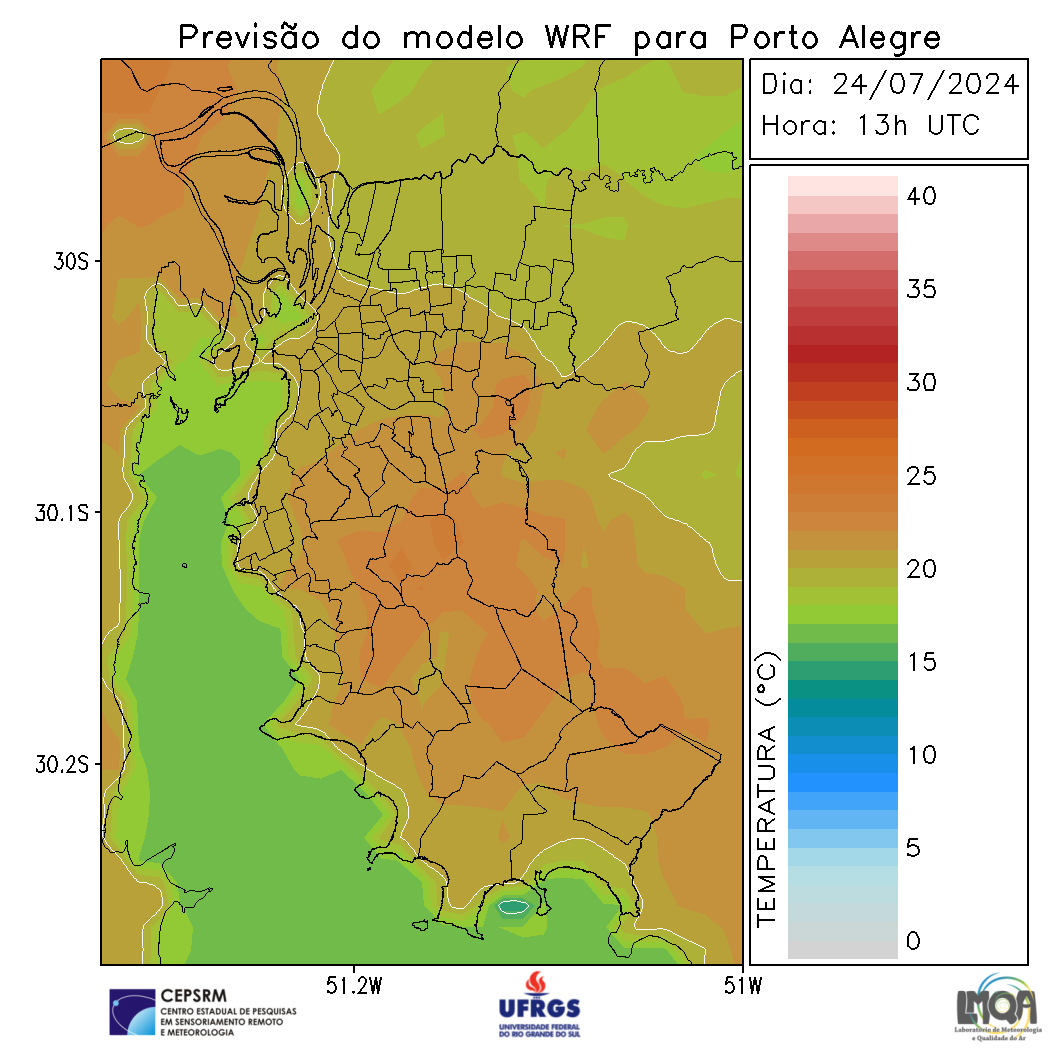 Previsão do modelo WRF para Porto Alegre
Dia: 24/07/2024
Hora: 13h UTC
30S
30.1S
30.2S
51.2W
51W
TEMPERATURA (°C)
40
35
30
25
20
15
10
5
0
CEPSRM
CENTRO ESTADUAL DE PESQUISAS
EM SENSORIAMENTO REMOTO
E METEOROLOGIA
UFRGS
UNIVERSIDADE FEDERAL
DO RIO GRANDE DO SUL
LMQA
Laboratório de Meteorologia
e Qualidade do Ar